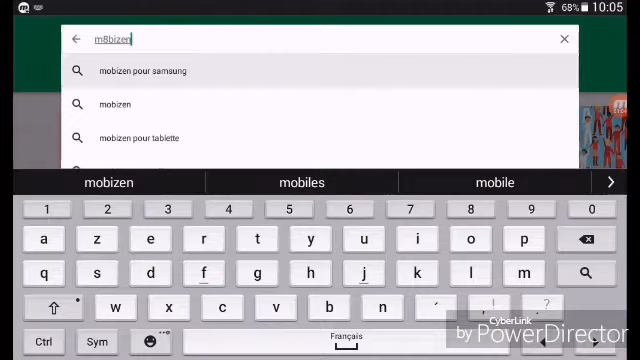 68% 10:05
m8bizen
mobizen pour samsung
mobizen
mobizen pour tablette
mobizen mobiles mobile
1 2 3 4 5 6 7 8 9 0
a z e r t y u i o p
q s d f g h j k l m
w x c v b n ´ ! ?
Ctrl Sym Français
CyberLink
by PowerDirector